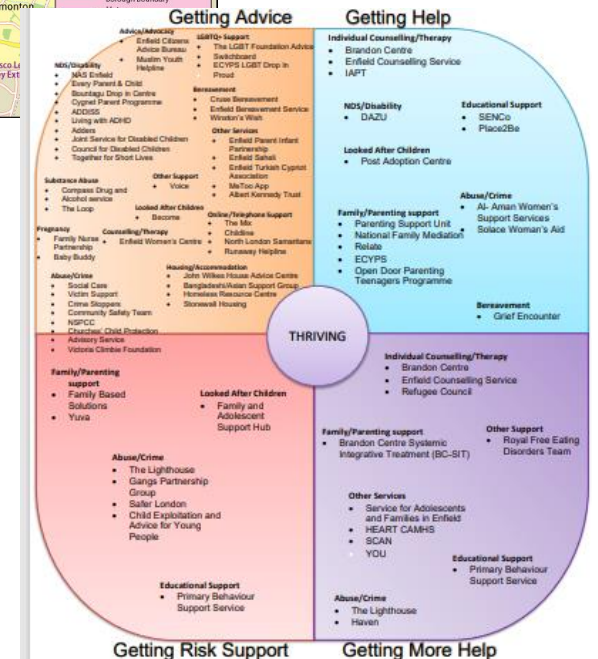 Getting Advice
Advice/Advocacy
Enfield Citizens
Advice Bureau
Muslim Youth
Helpline
LGBTQ+ Support
The LGBT Foundation Advice
Switchboard
ECYPS LGBT Drop In
Proud
NDS/Disability
NAS Enfield
Every Parent & Child
Bountagu Drop In Centre
Cygnet Parent Programme
ADDISS
Living with ADHD
Adders
Joint Service for Disabled Children
Council for Disabled Children
Together for Short Lives
Bereavement
Cruse Bereavement
Enfield Bereavement Service
Winston's Wish
Other Services
Enfield Parent Infant
Partnership
Enfield Saheli
Enfield Turkish Cypriot
Association
MeToo App
Albert Kennedy Trust
Substance Abuse
Compass Drug and
Alcohol service
The Loop
Other Support
Voice
Looked After Children
Become
Online/Telephone Support
The Mix
Childline
North London Samaritans
Runaway Helpline
Pregnancy
Family Nurse
Partnership
Baby Buddy
Counselling/Therapy
Enfield Women's Centre
Housing/Accommodation
John Wilkes House Advice Centre
Bangladeshi/Asian Support Group
Homeless Resource Centre
Stonewall Housing
Abuse/Crime
Social Care
Victim Support
Crime Stoppers
Community Safety Team
NSPCC
Churches' Child Protection
Advisory Service
Victoria Climbie Foundation
Getting Help
Individual Counselling/Therapy
Brandon Centre
Enfield Counselling Service
IAPT
NDS/Disability
DAZU
Educational Support
SENCo
Place2Be
Looked After Children
Post Adoption Centre
Abuse/Crime
Al- Aman Women's
Support Services
Solace Woman's Aid
Family/Parenting support
Parenting Support Unit
National Family Mediation
Relate
ECYPS
Open Door Parenting
Teenagers Programme
Bereavement
Grief Encounter
THRIVING
Family/Parenting
support
Family Based
Solutions
Yuva
Looked After Children
Family and
Adolescent
Support Hub
Abuse/Crime
The Lighthouse
Gangs Partnership
Group
Safer London
Child Exploitation and
Advice for Young
People
Educational Support
Primary Behaviour
Support Service
Getting Risk Support
Individual Counselling/Therapy
Brandon Centre
Enfield Counselling Service
Refugee Council
Family/Parenting support
Brandon Centre Systemic
Integrative Treatment (BC-SIT)
Other Support
Royal Free Eating
Disorders Team
Other Services
Service for Adolescents
and Families in Enfield
HEART CAMHS
SCAN
YOU
Educational Support
Primary Behaviour
Support Service
Abuse/Crime
The Lighthouse
Haven
Getting More Help